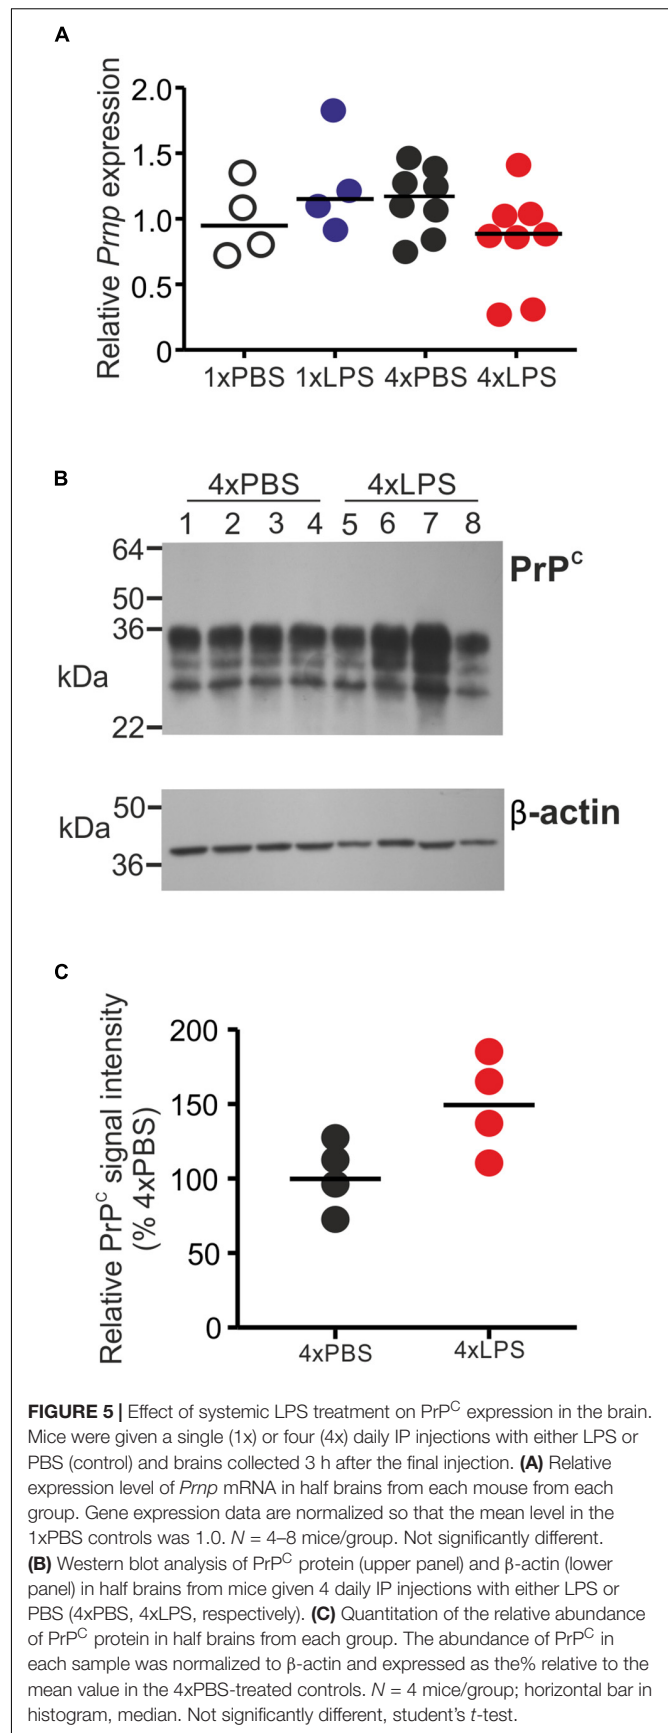 A
Relative Prnp expression
2.0
1.5
1.0
0.5
0
1xPBS 1xLPS 4xPBS 4xLPS
B
4xPBS 4xLPS
1 2 3 4 5 6 7 8
64
PrPᶜ
50
36
kDa
22
50
β-actin
kDa
36
C
Relative PrPᶜ signal intensity
(% 4xPBS)
200
150
100
50
0
4xPBS 4xLPS
FIGURE 5 | Effect of systemic LPS treatment on PrPᶜ expression in the brain.
Mice were given a single (1x) or four (4x) daily IP injections with either LPS or
PBS (control) and brains collected 3 h after the final injection. (A) Relative
expression level of Prnp mRNA in half brains from each mouse from each
group. Gene expression data are normalized so that the mean level in the
1xPBS controls was 1.0. N = 4–8 mice/group. Not significantly different.
(B) Western blot analysis of PrPᶜ protein (upper panel) and β-actin (lower
panel) in half brains from mice given 4 daily IP injections with either LPS or
PBS (4xPBS, 4xLPS, respectively). (C) Quantitation of the relative abundance
of PrPᶜ protein in half brains from each group. The abundance of PrPᶜ in
each sample was normalized to β-actin and expressed as the% relative to the
mean value in the 4xPBS-treated controls. N = 4 mice/group; horizontal bar in
histogram, median. Not significantly different, student's t-test.